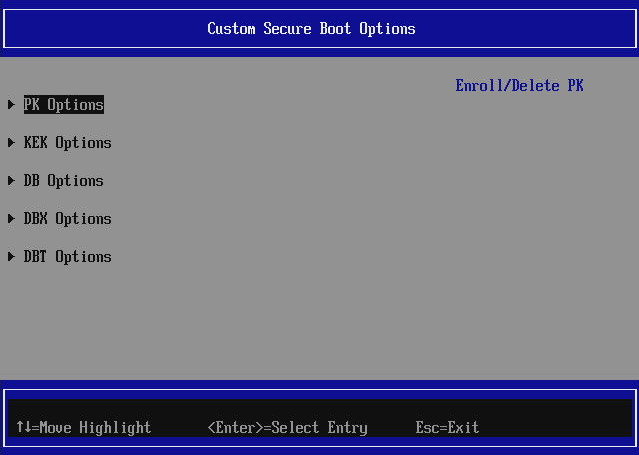 Custom Secure Boot Options
Enroll/Delete PK
PK Options
KEK Options
DB Options
DBX Options
DBT Options
↑↓=Move Highlight <Enter>=Select Entry Esc=Exit